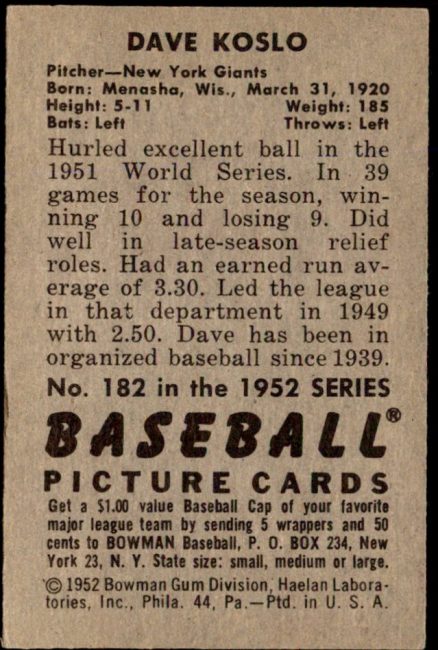 DAVE KOSLO
Pitcher—New York Giants
Born: Menasha, Wis., March 31, 1920
Height: 5-11 Weight: 185
Bats: Left Throws: Left
Hurled excellent ball in the
1951 World Series. In 39
games for the season, win-
ning 10 and losing 9. Did
well in late-season relief
roles. Had an earned run av-
erage of 3.30. Led the league
in that department in 1949
with 2.50. Dave has been in
organized baseball since 1939.
No. 182 in the 1952 SERIES
BASEBALL®
PICTURE CARDS
Get a $1.00 value Baseball Cap of your favorite
major league team by sending 5 wrappers and 50
cents to BOWMAN Baseball, P. O. BOX 234, New
York 23, N. Y. State size: small, medium or large.
©1952 Bowman Gum Division, Haelan Labora-
tories, Inc., Phila. 44, Pa.—Ptd. in U. S. A.